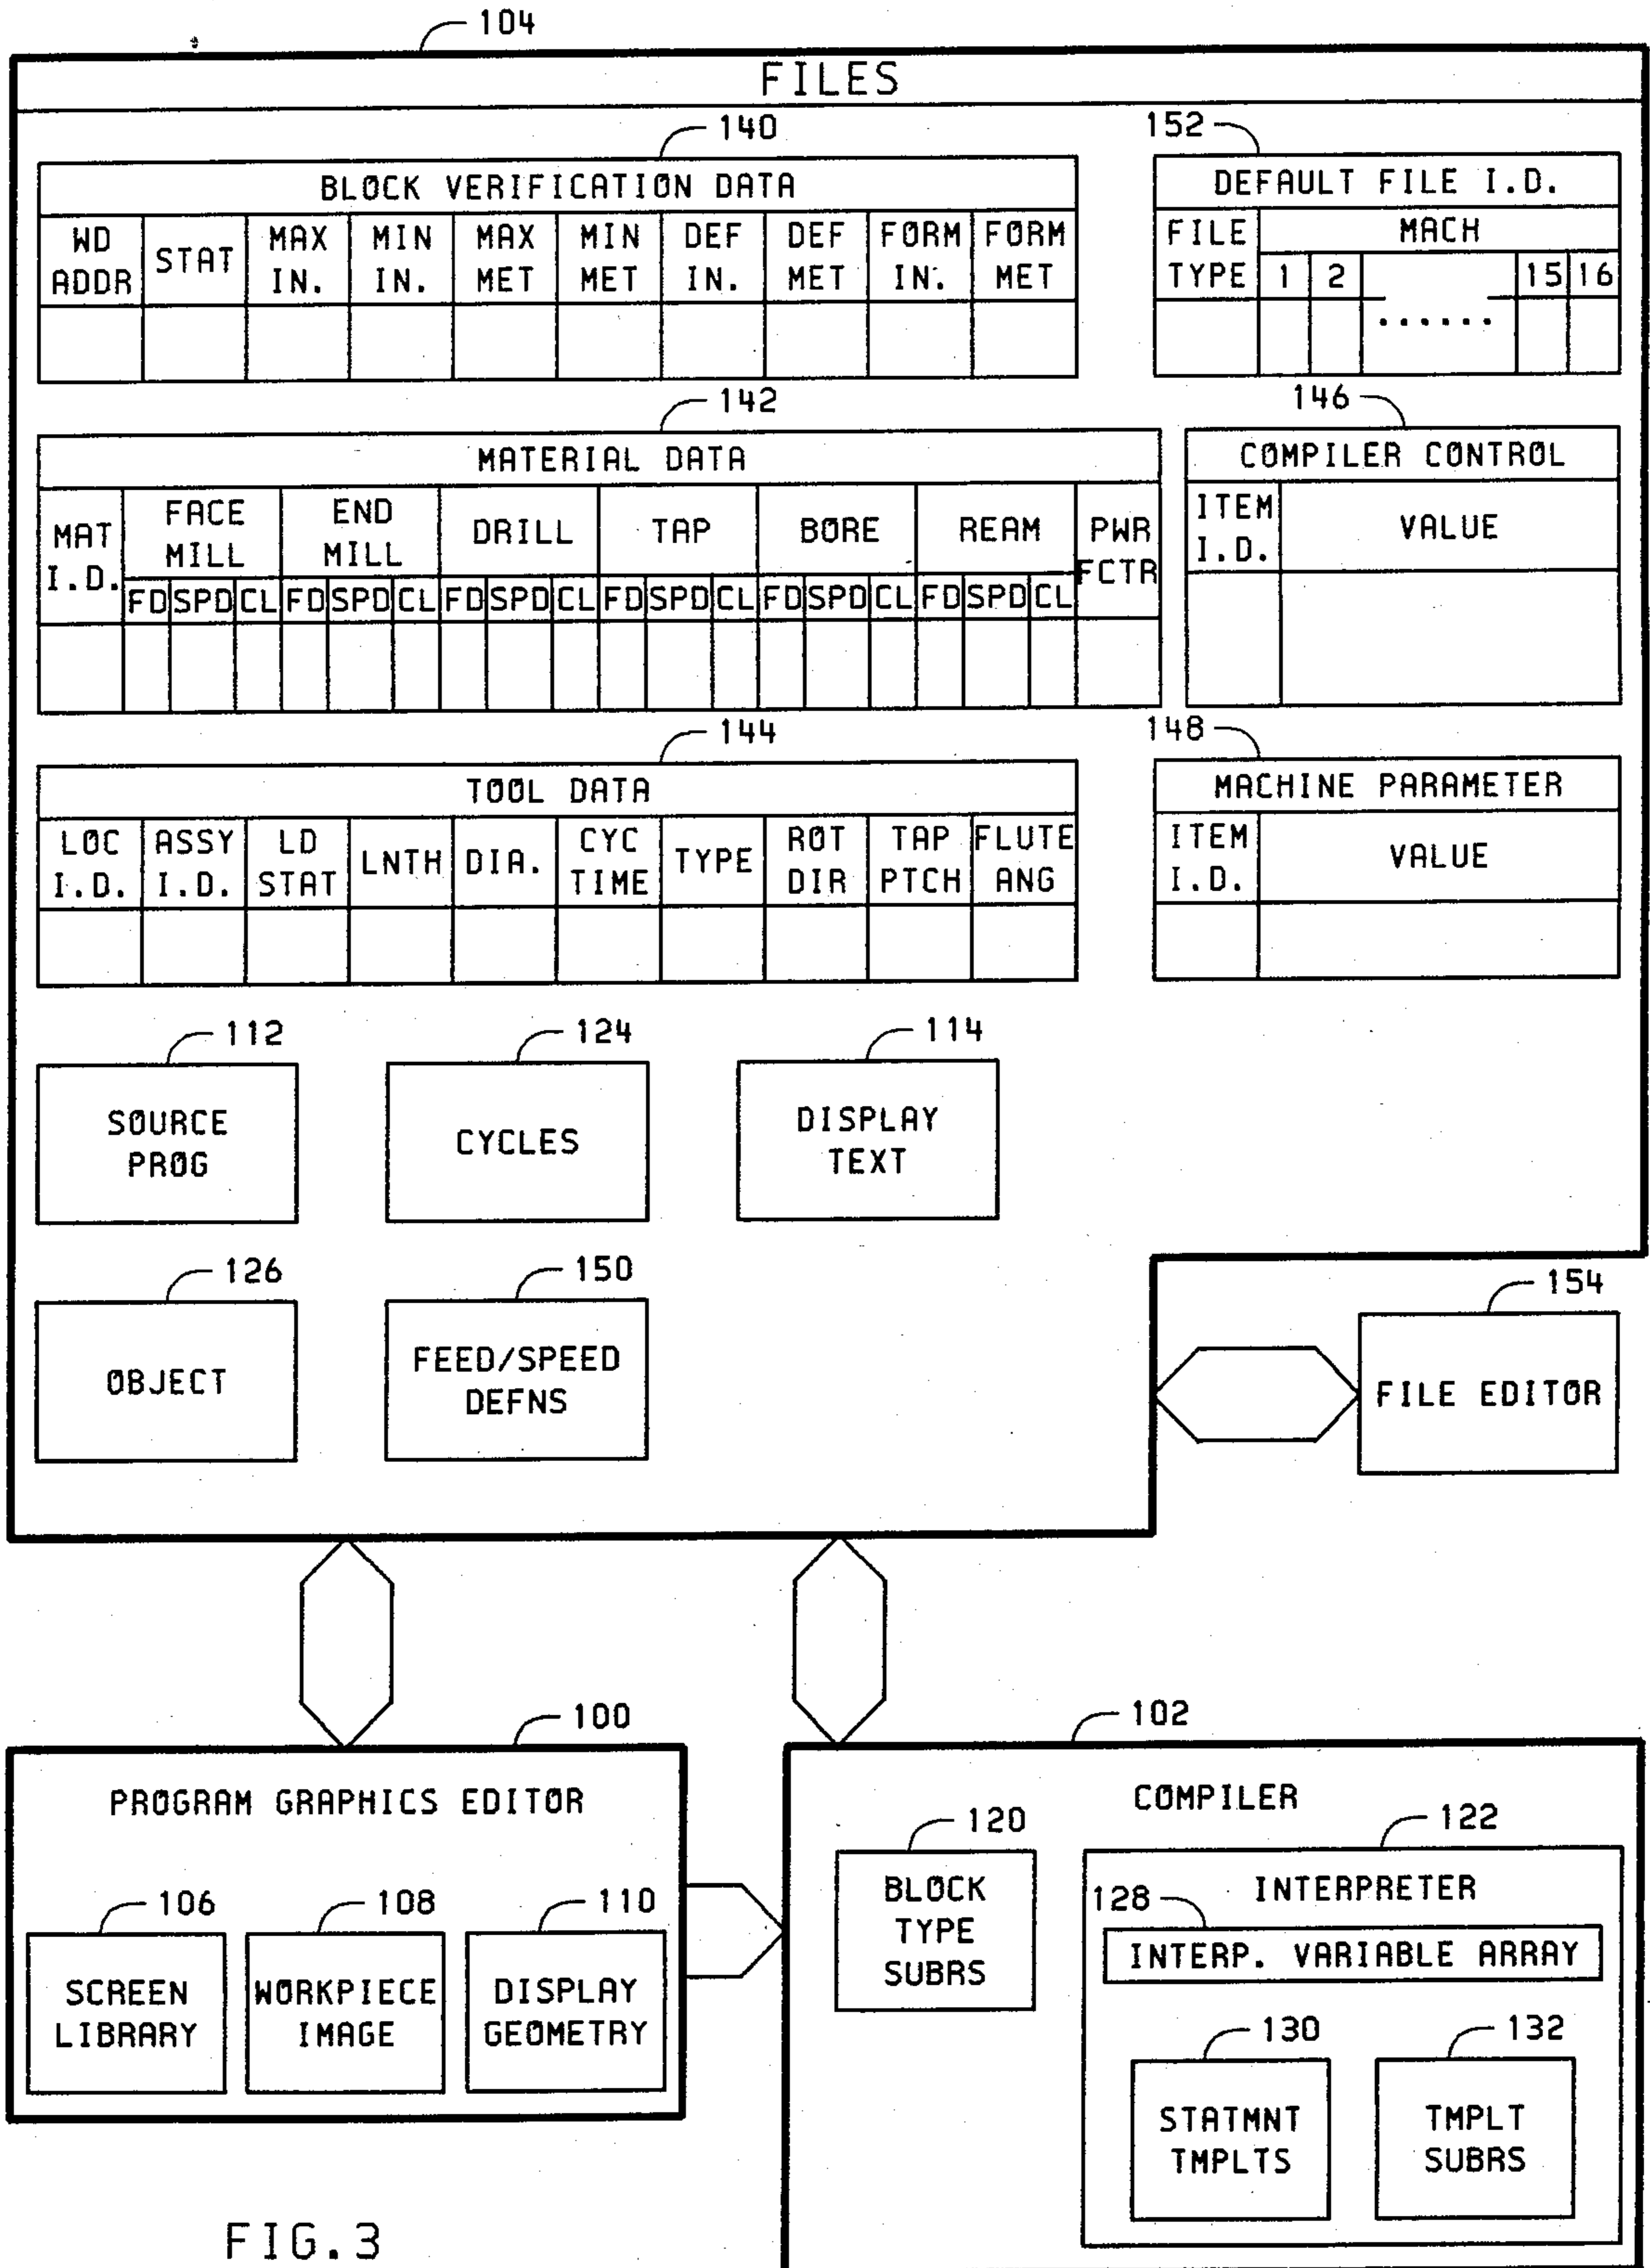 104
FILES
140
152
BLOCK VERIFICATION DATA
DEFAULT FILE I.D.
WD ADDR STAT MAX IN. MIN IN. MAX MET MIN MET DEF IN. DEF MET FORM IN. FORM MET
FILE TYPE MACH
1 2 15 16
......
142
146
MATERIAL DATA
COMPILER CONTROL
MAT I.D. FACE MILL END MILL DRILL TAP BORE REAM PWR FCTR
FD SPD CL FD SPD CL FD SPD CL FD SPD CL FD SPD CL FD SPD CL
ITEM I.D. VALUE
144
148
TOOL DATA
MACHINE PARAMETER
LOC I.D. ASSY I.D. LD STAT LNTH DIA. CYC TIME TYPE ROT DIR TAP PTCH FLUTE ANG
ITEM I.D. VALUE
112
SOURCE
PROG
124
CYCLES
114
DISPLAY
TEXT
126
OBJECT
150
FEED/SPEED
DEFNS
154
FILE EDITOR
100
PROGRAM GRAPHICS EDITOR
106
SCREEN
LIBRARY
108
WORKPIECE
IMAGE
110
DISPLAY
GEOMETRY
102
COMPILER
120
BLOCK
TYPE
SUBRS
122
INTERPRETER
128
INTERP. VARIABLE ARRAY
130
STATMNT
TMPLTS
132
TMPLT
SUBRS
FIG.3